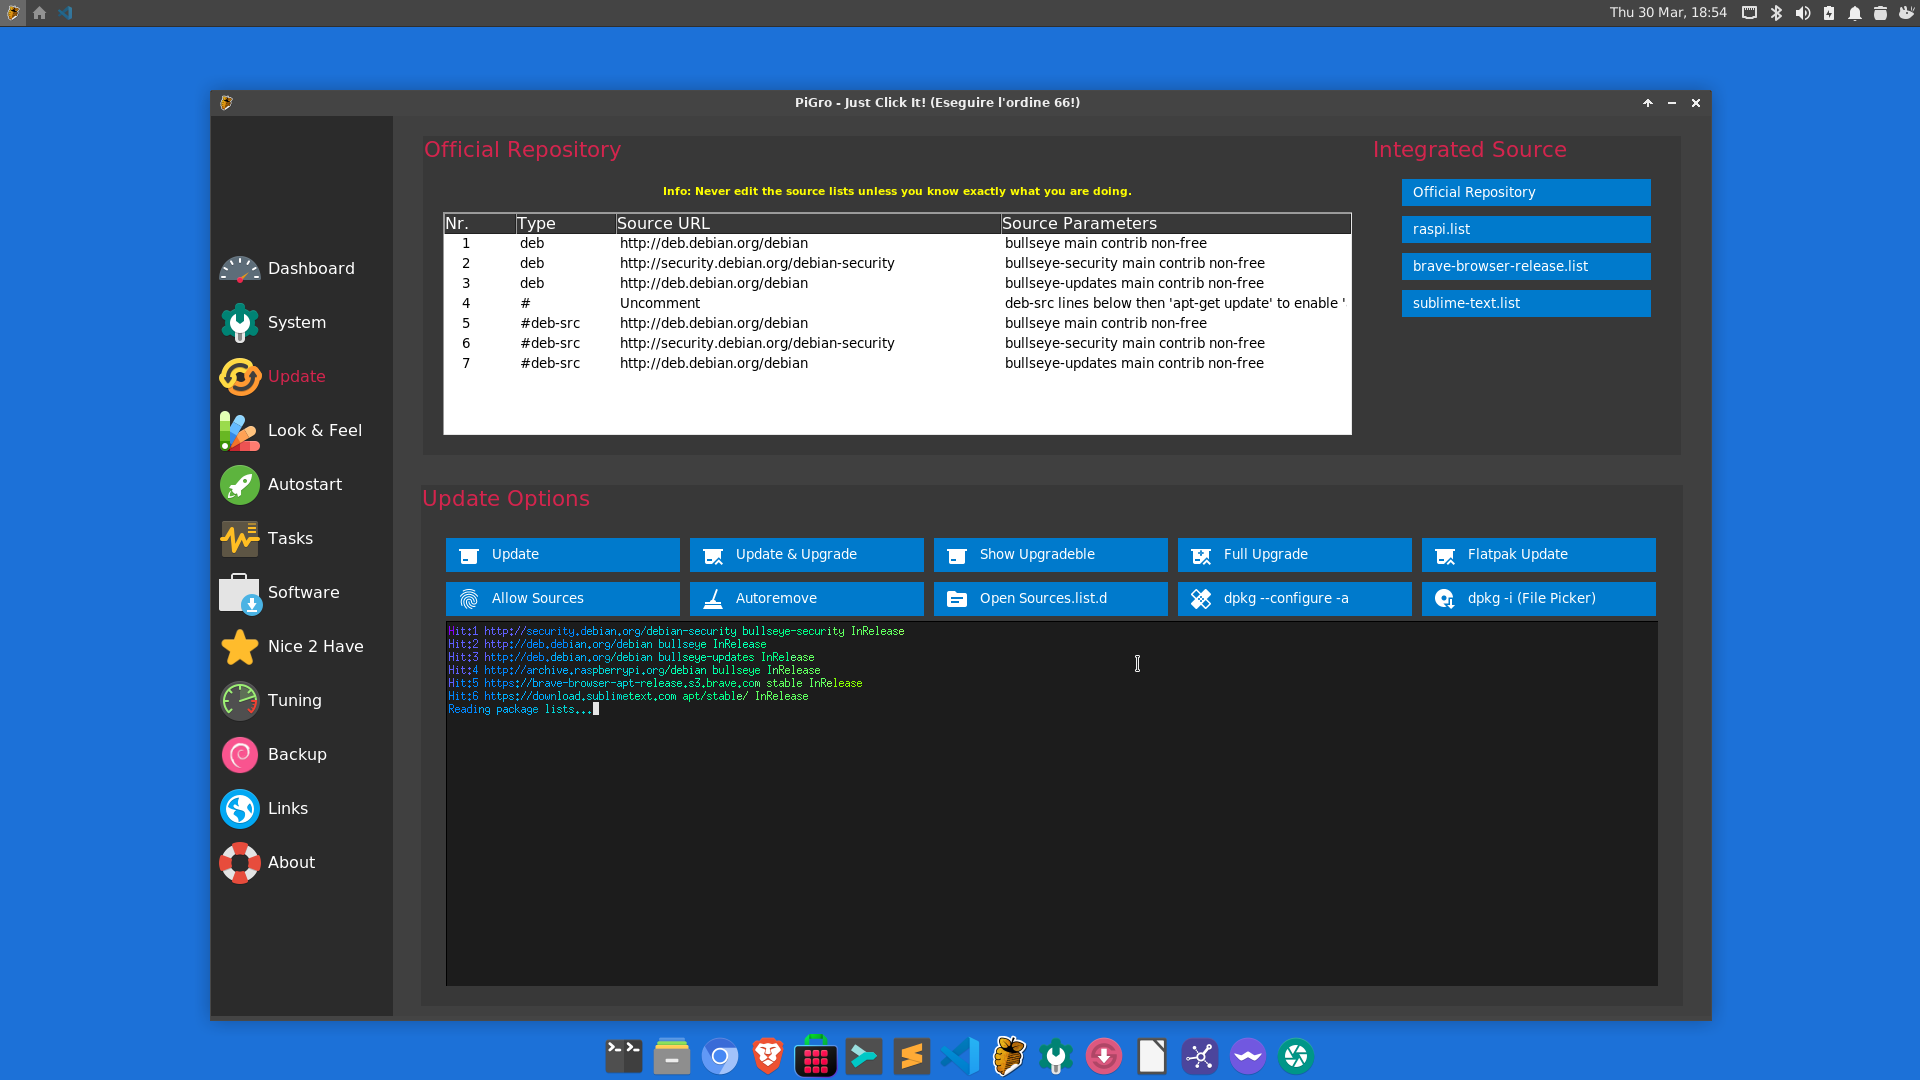 Thu 30 Mar, 18:54
PiGro - Just Click It! (Eseguire l'ordine 66!)
Dashboard
System
Update
Look & Feel
Autostart
Tasks
Software
Nice 2 Have
Tuning
Backup
Links
About
Official Repository
Info: Never edit the source lists unless you know exactly what you are doing.
Nr. Type Source URL Source Parameters
1 deb http://deb.debian.org/debian bullseye main contrib non-free
2 deb http://security.debian.org/debian-security bullseye-security main contrib non-free
3 deb http://deb.debian.org/debian bullseye-updates main contrib non-free
4 # Uncomment deb-src lines below then 'apt-get update' to enable '
5 #deb-src http://deb.debian.org/debian bullseye main contrib non-free
6 #deb-src http://security.debian.org/debian-security bullseye-security main contrib non-free
7 #deb-src http://deb.debian.org/debian bullseye-updates main contrib non-free
Integrated Source
Official Repository
raspi.list
brave-browser-release.list
sublime-text.list
Update Options
Update Update & Upgrade Show Upgradeble Full Upgrade Flatpak Update
Allow Sources Autoremove Open Sources.list.d dpkg --configure -a dpkg -i (File Picker)
Hit:1 http://security.debian.org/debian-security bullseye-security InRelease
Hit:2 http://deb.debian.org/debian bullseye InRelease
Hit:3 http://deb.debian.org/debian bullseye-updates InRelease
Hit:4 http://archive.raspberrypi.org/debian bullseye InRelease
Hit:5 https://brave-browser-apt-release.s3.brave.com stable InRelease
Hit:6 https://download.sublimetext.com apt/stable/ InRelease
Reading package lists...